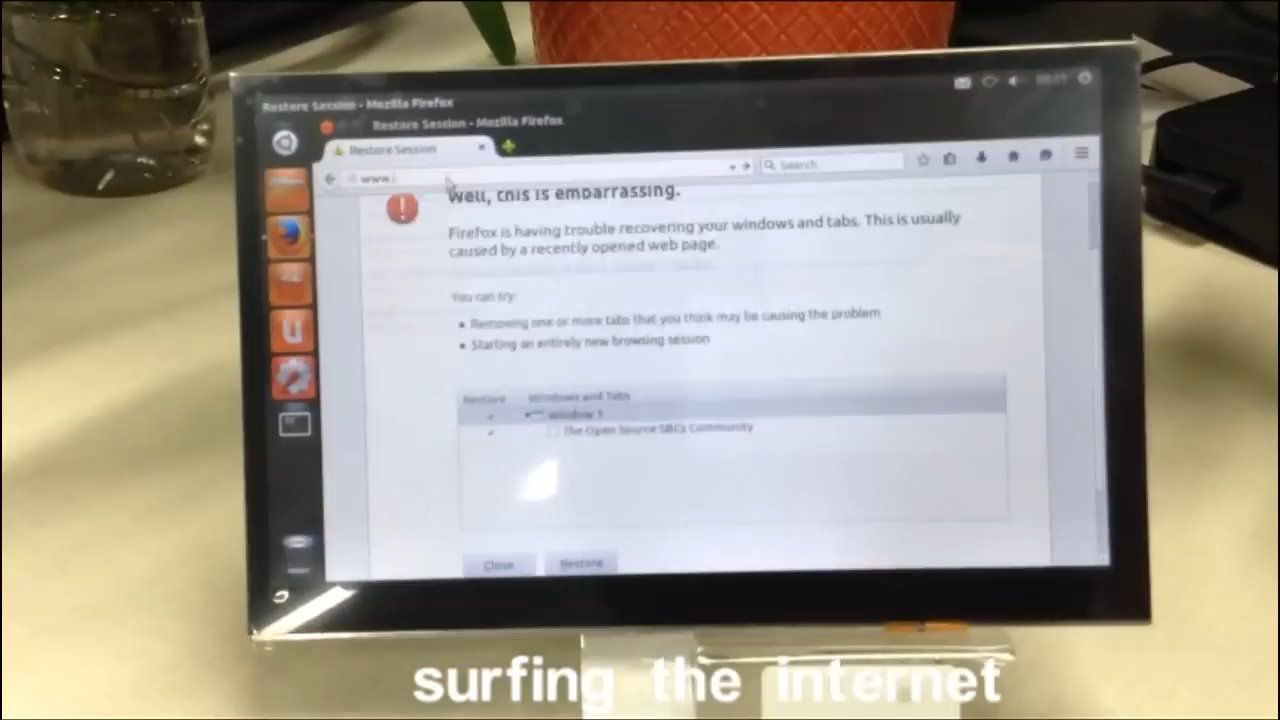 Restore Session - Mozilla Firefox
Restore Session - Mozilla Firefox
Restore Session
www.
Search
Well, this is embarrassing.
Firefox is having trouble recovering your windows and tabs. This is usually
caused by a recently opened web page.
You can try:
Removing one or more tabs that you think may be causing the problem
Starting an entirely new browsing session
Restore Windows and Tabs
Window 1
The Open Source SBCs Community
Close Restore
surfing the internet